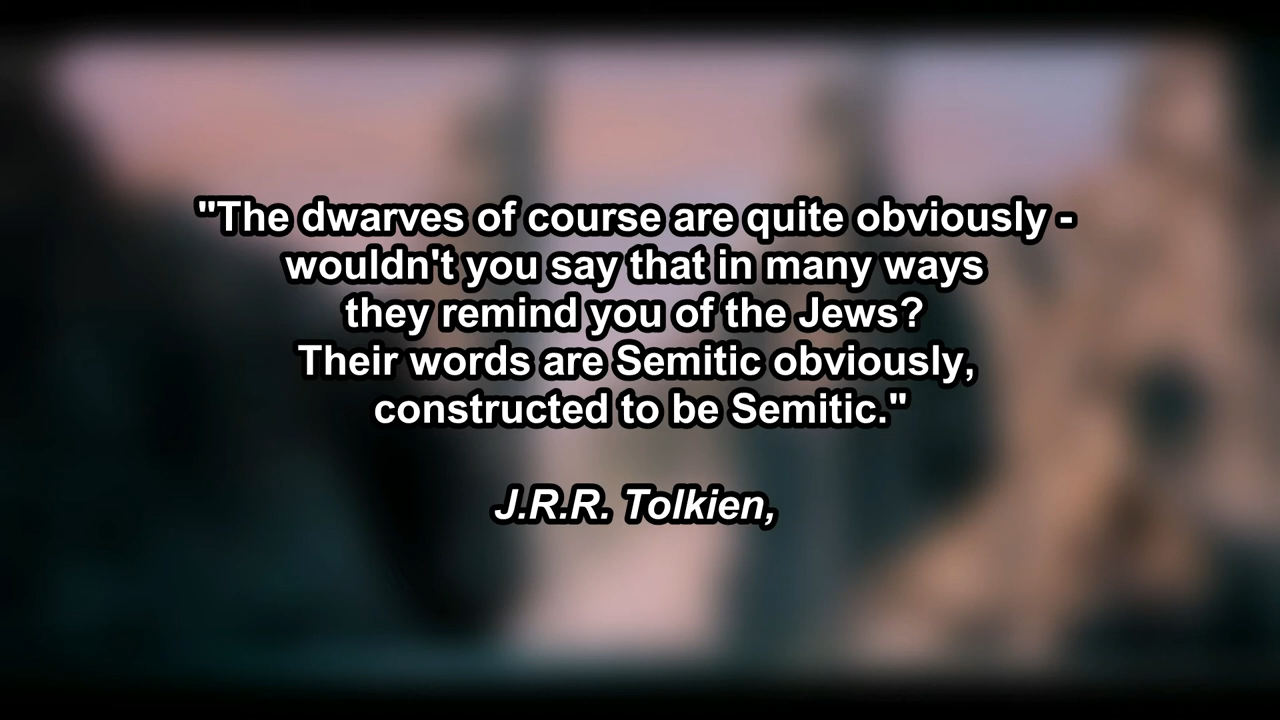 "The dwarves of course are quite obviously -
wouldn't you say that in many ways
they remind you of the Jews?
Their words are Semitic obviously,
constructed to be Semitic."
J.R.R. Tolkien,